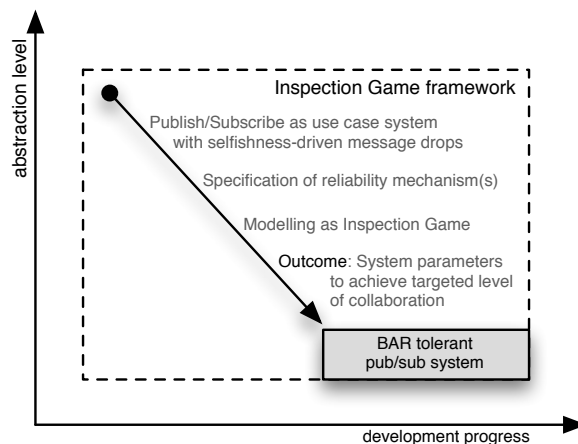 abstraction level
Inspection Game framework
Publish/Subscribe as use case system
with selfishness-driven message drops
Specification of reliability mechanism(s)
Modelling as Inspection Game
Outcome: System parameters
to achieve targeted level
of collaboration
BAR tolerant
pub/sub system
development progress